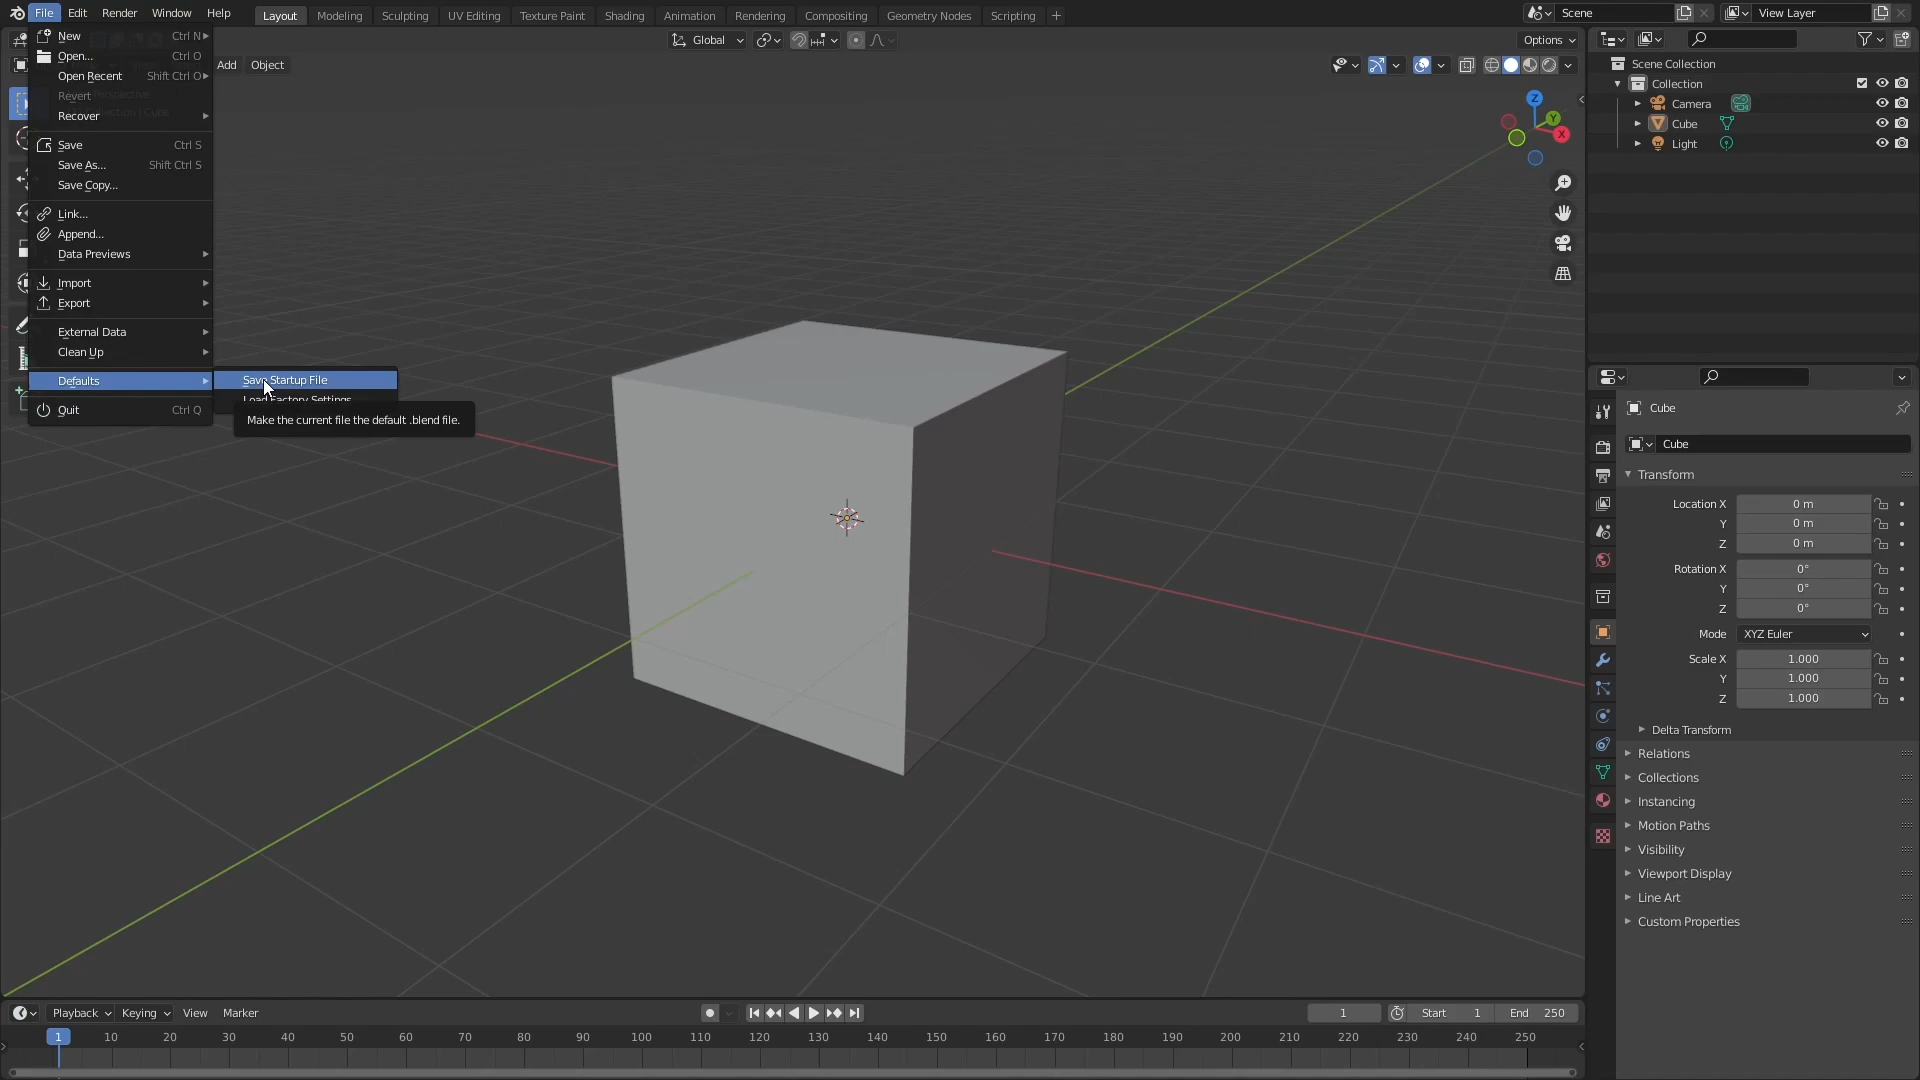 File Edit Render Window Help Layout Modeling Sculpting UV Editing Texture Paint Shading Animation Rendering Compositing Geometry Nodes Scripting + Scene View Layer
New Ctrl N
Open... Ctrl O
Open Recent Shift Ctrl O
Revert
Recover
Save Ctrl S
Save As... Shift Ctrl S
Save Copy...
Link...
Append...
Data Previews
Import
Export
External Data
Clean Up
Defaults
Quit Ctrl Q
Save Startup File
Load Factory Settings
Make the current file the default .blend file.
Global
Options
Add Object
Z
Y
X
Scene Collection
Collection
Camera
Cube
Light
Cube
Cube
Transform
Location X 0 m
Y 0 m
Z 0 m
Rotation X 0°
Y 0°
Z 0°
Mode XYZ Euler
Scale X 1.000
Y 1.000
Z 1.000
Delta Transform
Relations
Collections
Instancing
Motion Paths
Visibility
Viewport Display
Line Art
Custom Properties
Playback Keying View Marker 1 Start 1 End 250
1 10 20 30 40 50 60 70 80 90 100 110 120 130 140 150 160 170 180 190 200 210 220 230 240 250